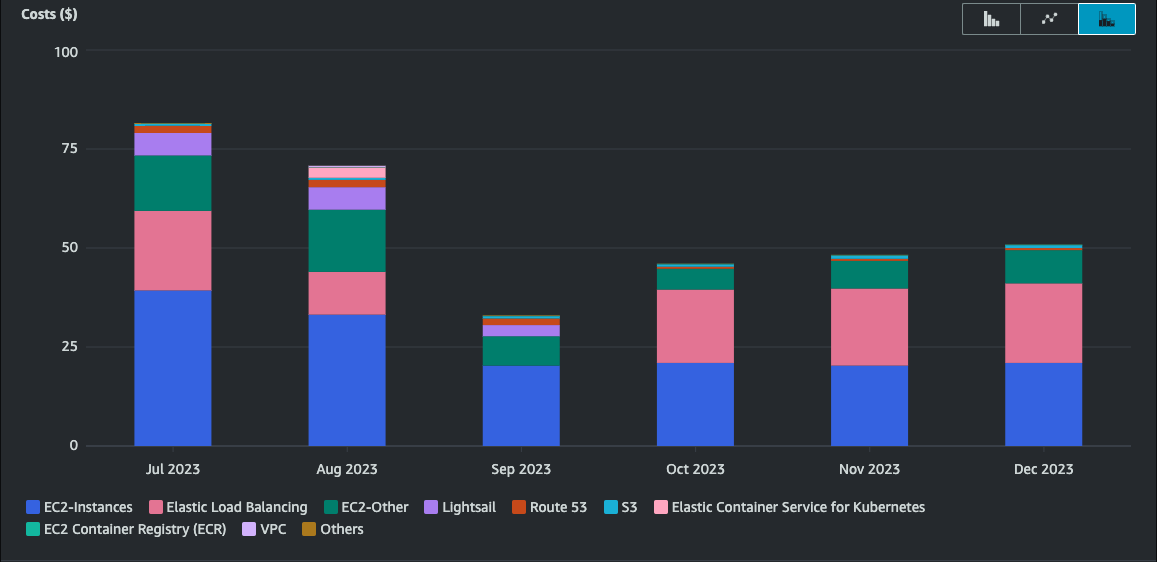 Costs ($)
100
75
50
25
0
Jul 2023 Aug 2023 Sep 2023 Oct 2023 Nov 2023 Dec 2023
EC2-Instances Elastic Load Balancing EC2-Other Lightsail Route 53 S3 Elastic Container Service for Kubernetes
EC2 Container Registry (ECR) VPC Others